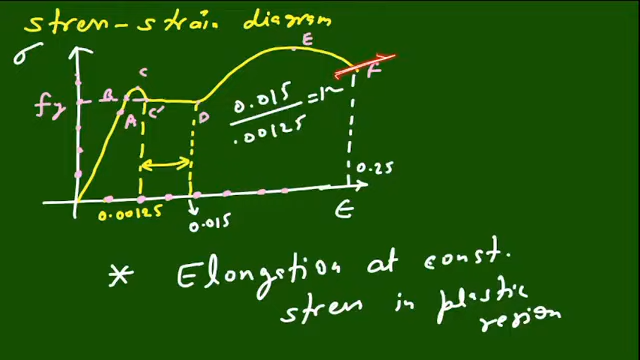 stress-strain diagram
σ
fy
B
C
A
C'
D
E
F
0.015
.00125
=12
0.25
0.00125
0.015
ϵ
* Elongation at const.
stress in plastic
region